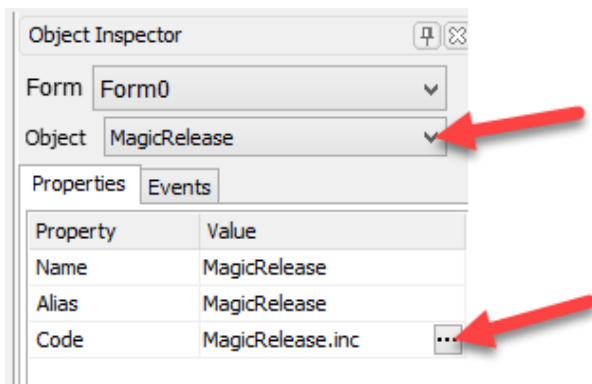 Object Inspector
Form Form0
Object MagicRelease
Properties Events
Property Value
Name MagicRelease
Alias MagicRelease
Code MagicRelease.inc ...